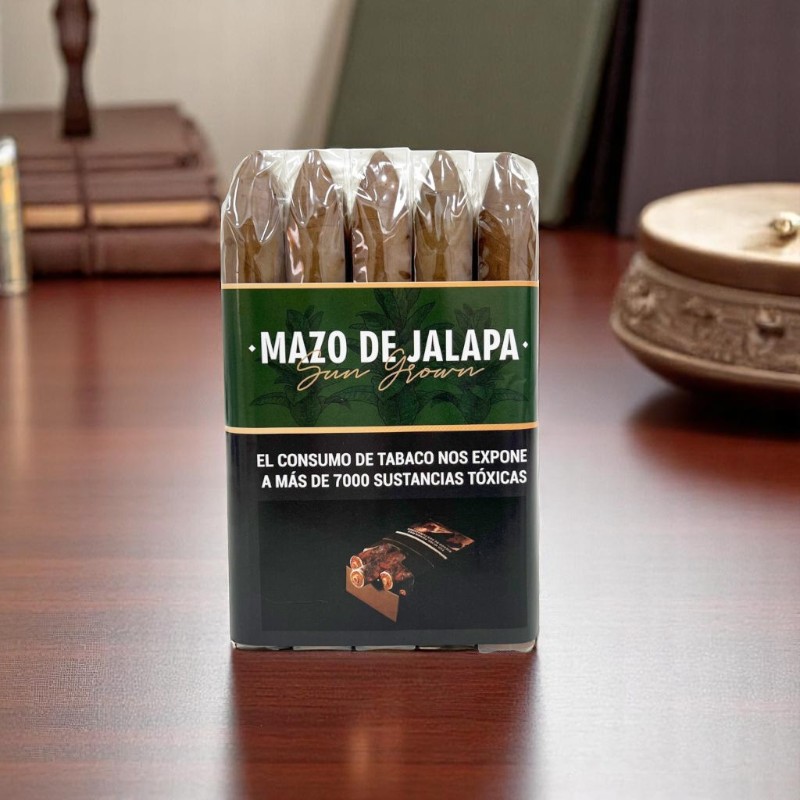 ·MAZO DE JALAPA·
Sun Grown
EL CONSUMO DE TABACO NOS EXPONE
A MÁS DE 7000 SUSTANCIAS TÓXICAS